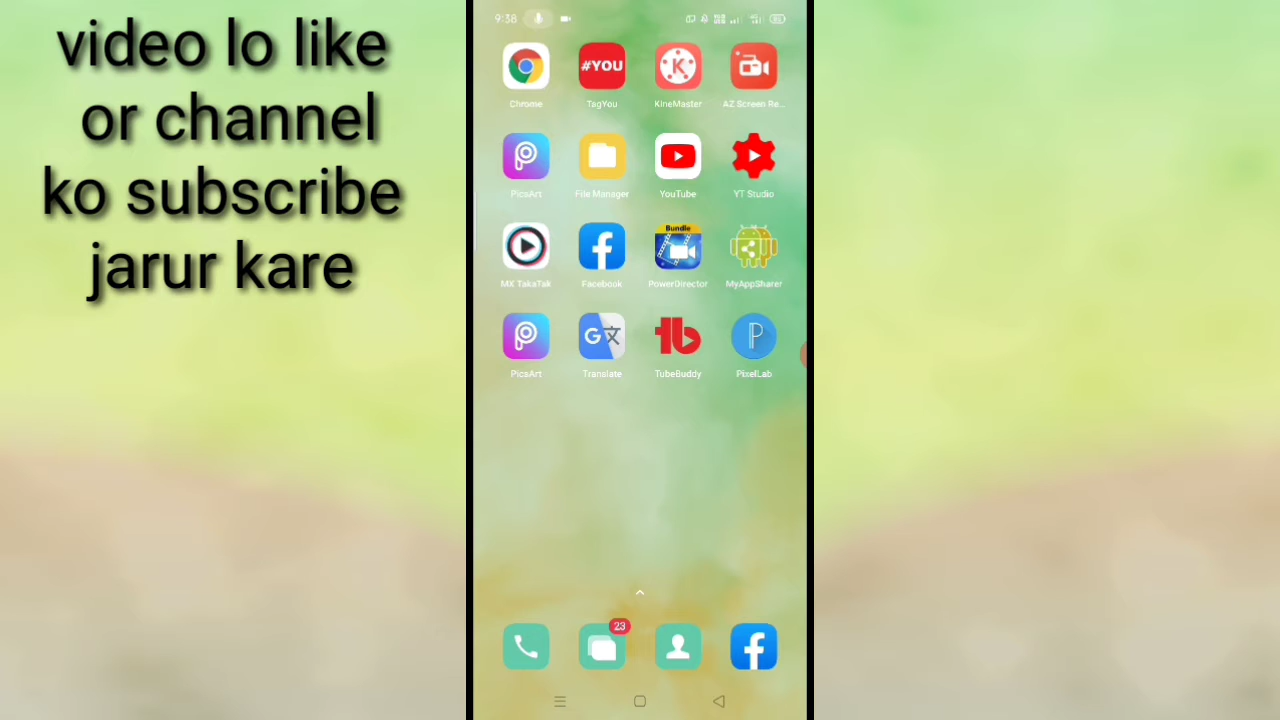 video lo like
or channel
ko subscribe
jarur kare
9:38
Chrome
#YOU
TagYou
KineMaster
AZ Screen Re...
PicsArt
File Manager
YouTube
YT Studio
MX TakaTak
Facebook
Bundle
PowerDirector
MyAppSharer
PicsArt
Translate
TubeBuddy
PixelLab
23